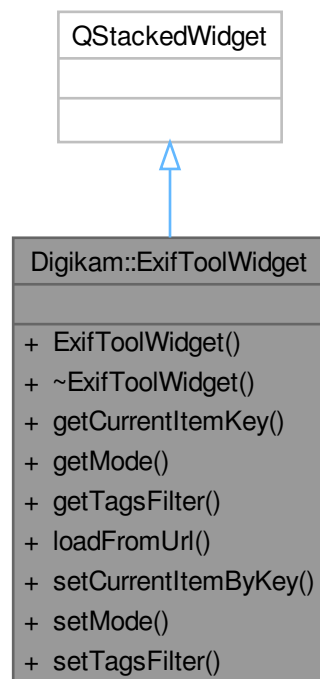 QStackedWidget
Digikam::ExifToolWidget
+ ExifToolWidget()
+ ~ExifToolWidget()
+ getCurrentItemKey()
+ getMode()
+ getTagsFilter()
+ loadFromUrl()
+ setCurrentItemByKey()
+ setMode()
+ setTagsFilter()